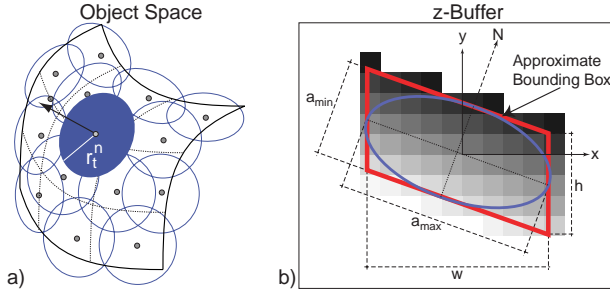 Object Space
z-Buffer
r_t^n
a)
y
N
Approximate
Bounding Box
a_min
x
h
a_max
w
b)